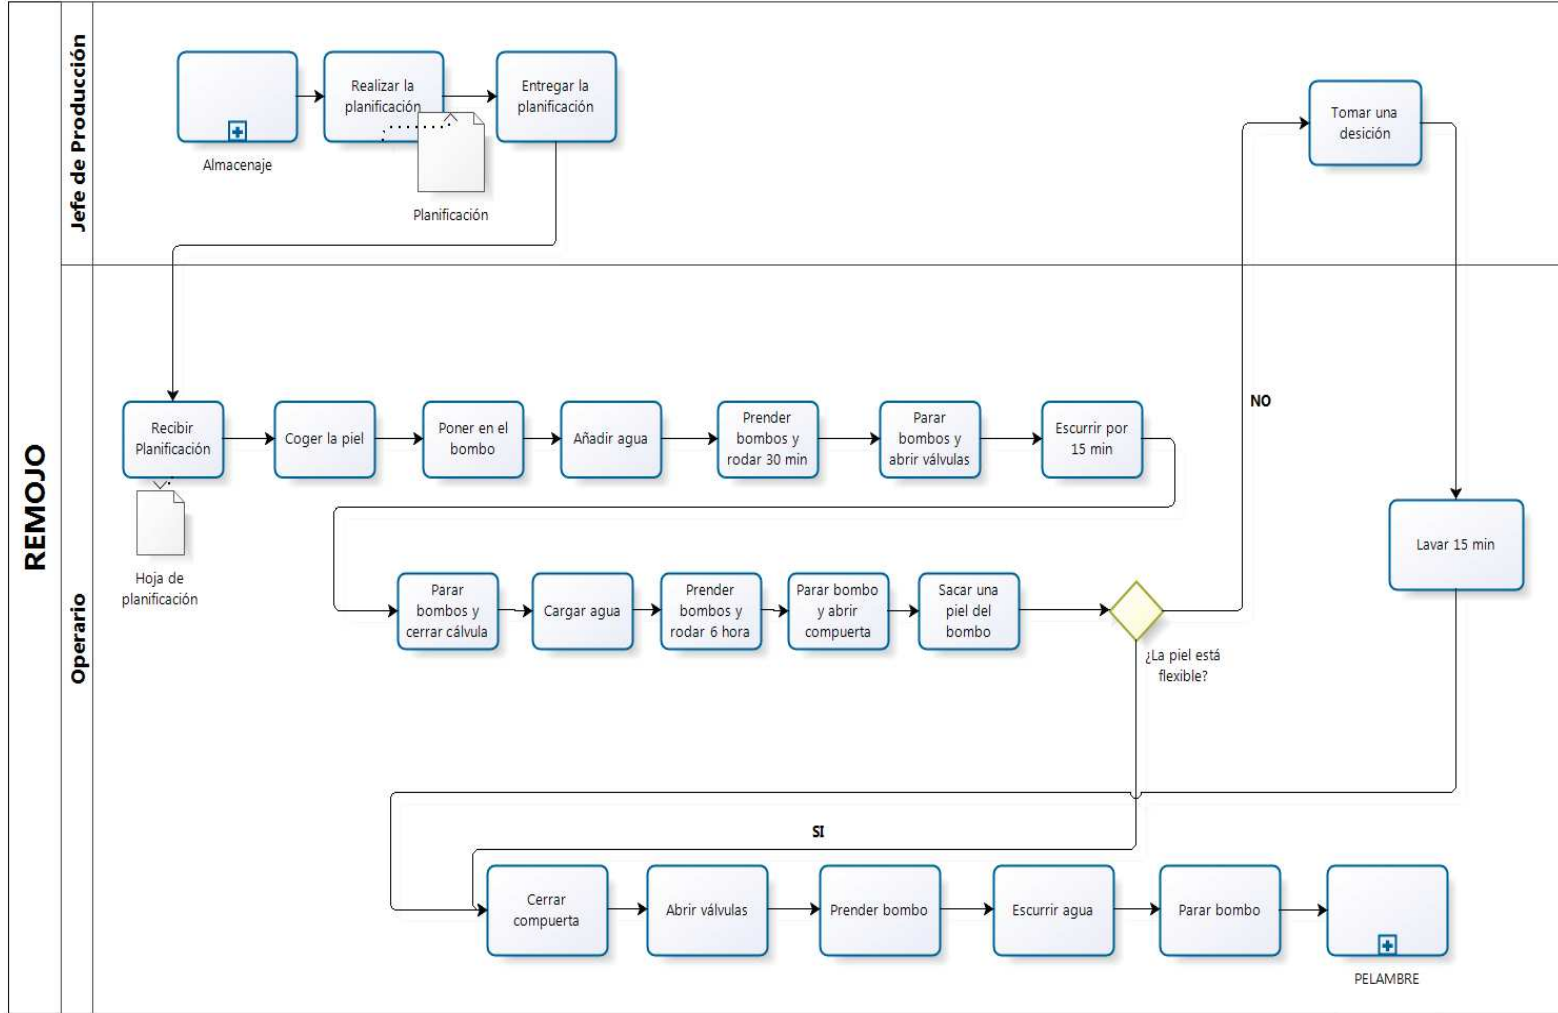 REMOJO
Jefe de Producción
Almacenaje
Realizar la
planificación
Planificación
Entregar la
planificación
Tomar una
desición
Operario
Recibir
Planificación
Hoja de
planificación
Coger la piel
Poner en el
bombo
Añadir agua
Prender
bombos y
rodar 30 min
Parar
bombos y
abrir válvulas
Escurrir por
15 min
NO
Parar
bombos y
cerrar cálvula
Cargar agua
Prender
bombos y
rodar 6 hora
Parar bombo
y abrir
compuerta
Sacar una
piel del
bombo
¿La piel está
flexible?
Lavar 15 min
SI
Cerrar
compuerta
Abrir válvulas
Prender bombo
Escurrir agua
Parar bombo
PELAMBRE